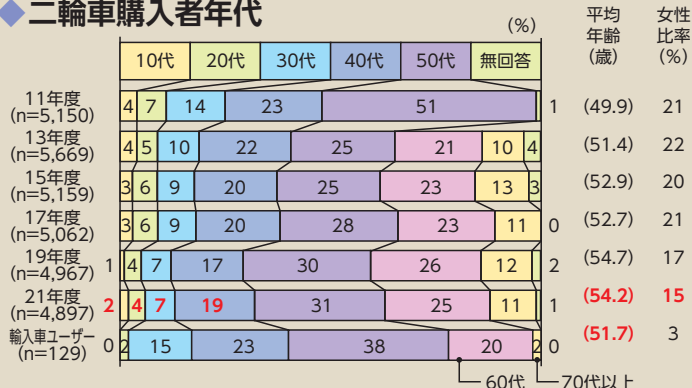 ◆二輪車購入者年代
(%)
平均年齢(歳) 女性比率(%)
10代 20代 30代 40代 50代 無回答
11年度(n=5,150) 4 7 14 23 51 1 (49.9) 21
13年度(n=5,669) 4 5 10 22 25 21 10 4 (51.4) 22
15年度(n=5,159) 3 6 9 20 25 23 13 3 (52.9) 20
17年度(n=5,062) 3 6 9 20 28 23 11 0 (52.7) 21
19年度(n=4,967) 1 4 7 17 30 26 12 2 (54.7) 17
21年度(n=4,897) 2 4 7 19 31 25 11 1 (54.2) 15
輸入車ユーザー(n=129) 0 2 15 23 38 20 2 0 (51.7) 3
60代 70代以上